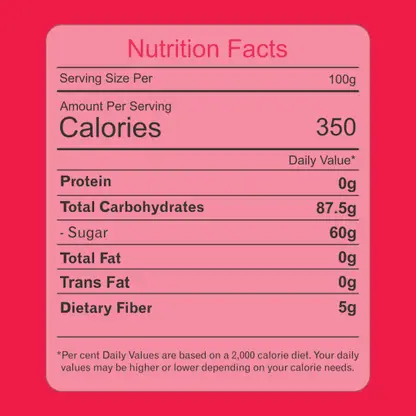 Nutrition Facts
Serving Size Per 100g
Amount Per Serving
Calories 350
Daily Value*
Protein 0g
Total Carbohydrates 87.5g
- Sugar 60g
Total Fat 0g
Trans Fat 0g
Dietary Fiber 5g
*Per cent Daily Values are based on a 2,000 calorie diet. Your daily
values may be higher or lower depending on your calorie needs.